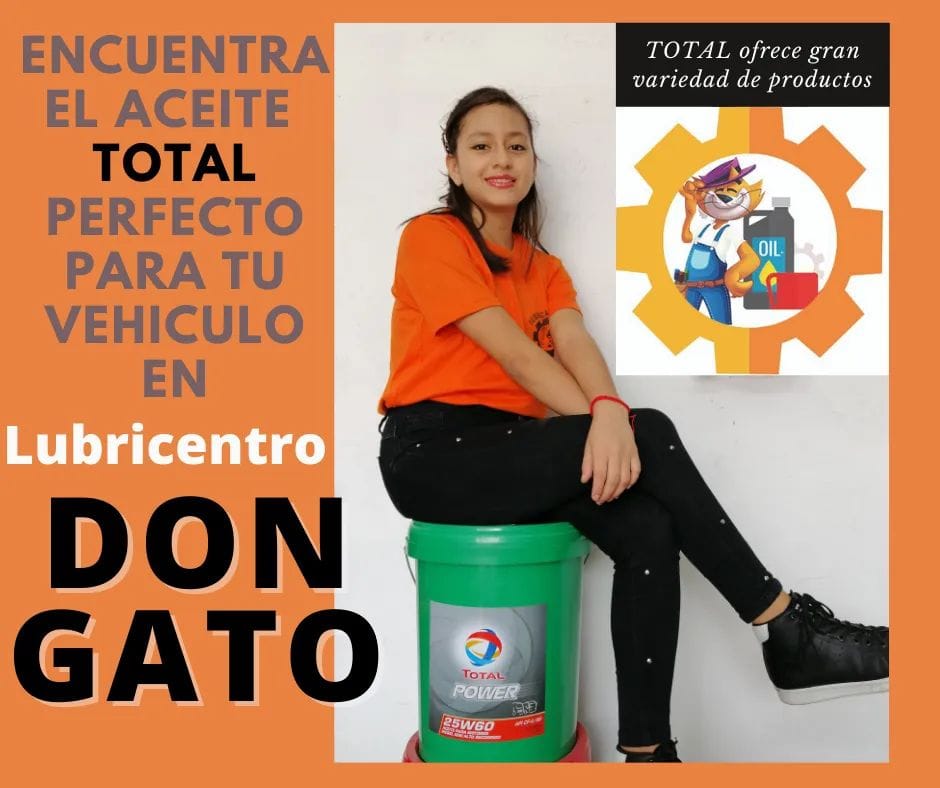 ENCUENTRA
EL ACEITE
TOTAL
PERFECTO
PARA TU
VEHICULO
EN
Lubricentro
DON
GATO
TOTAL ofrece gran
variedad de productos
OIL
TOTAL
POWER
25W60